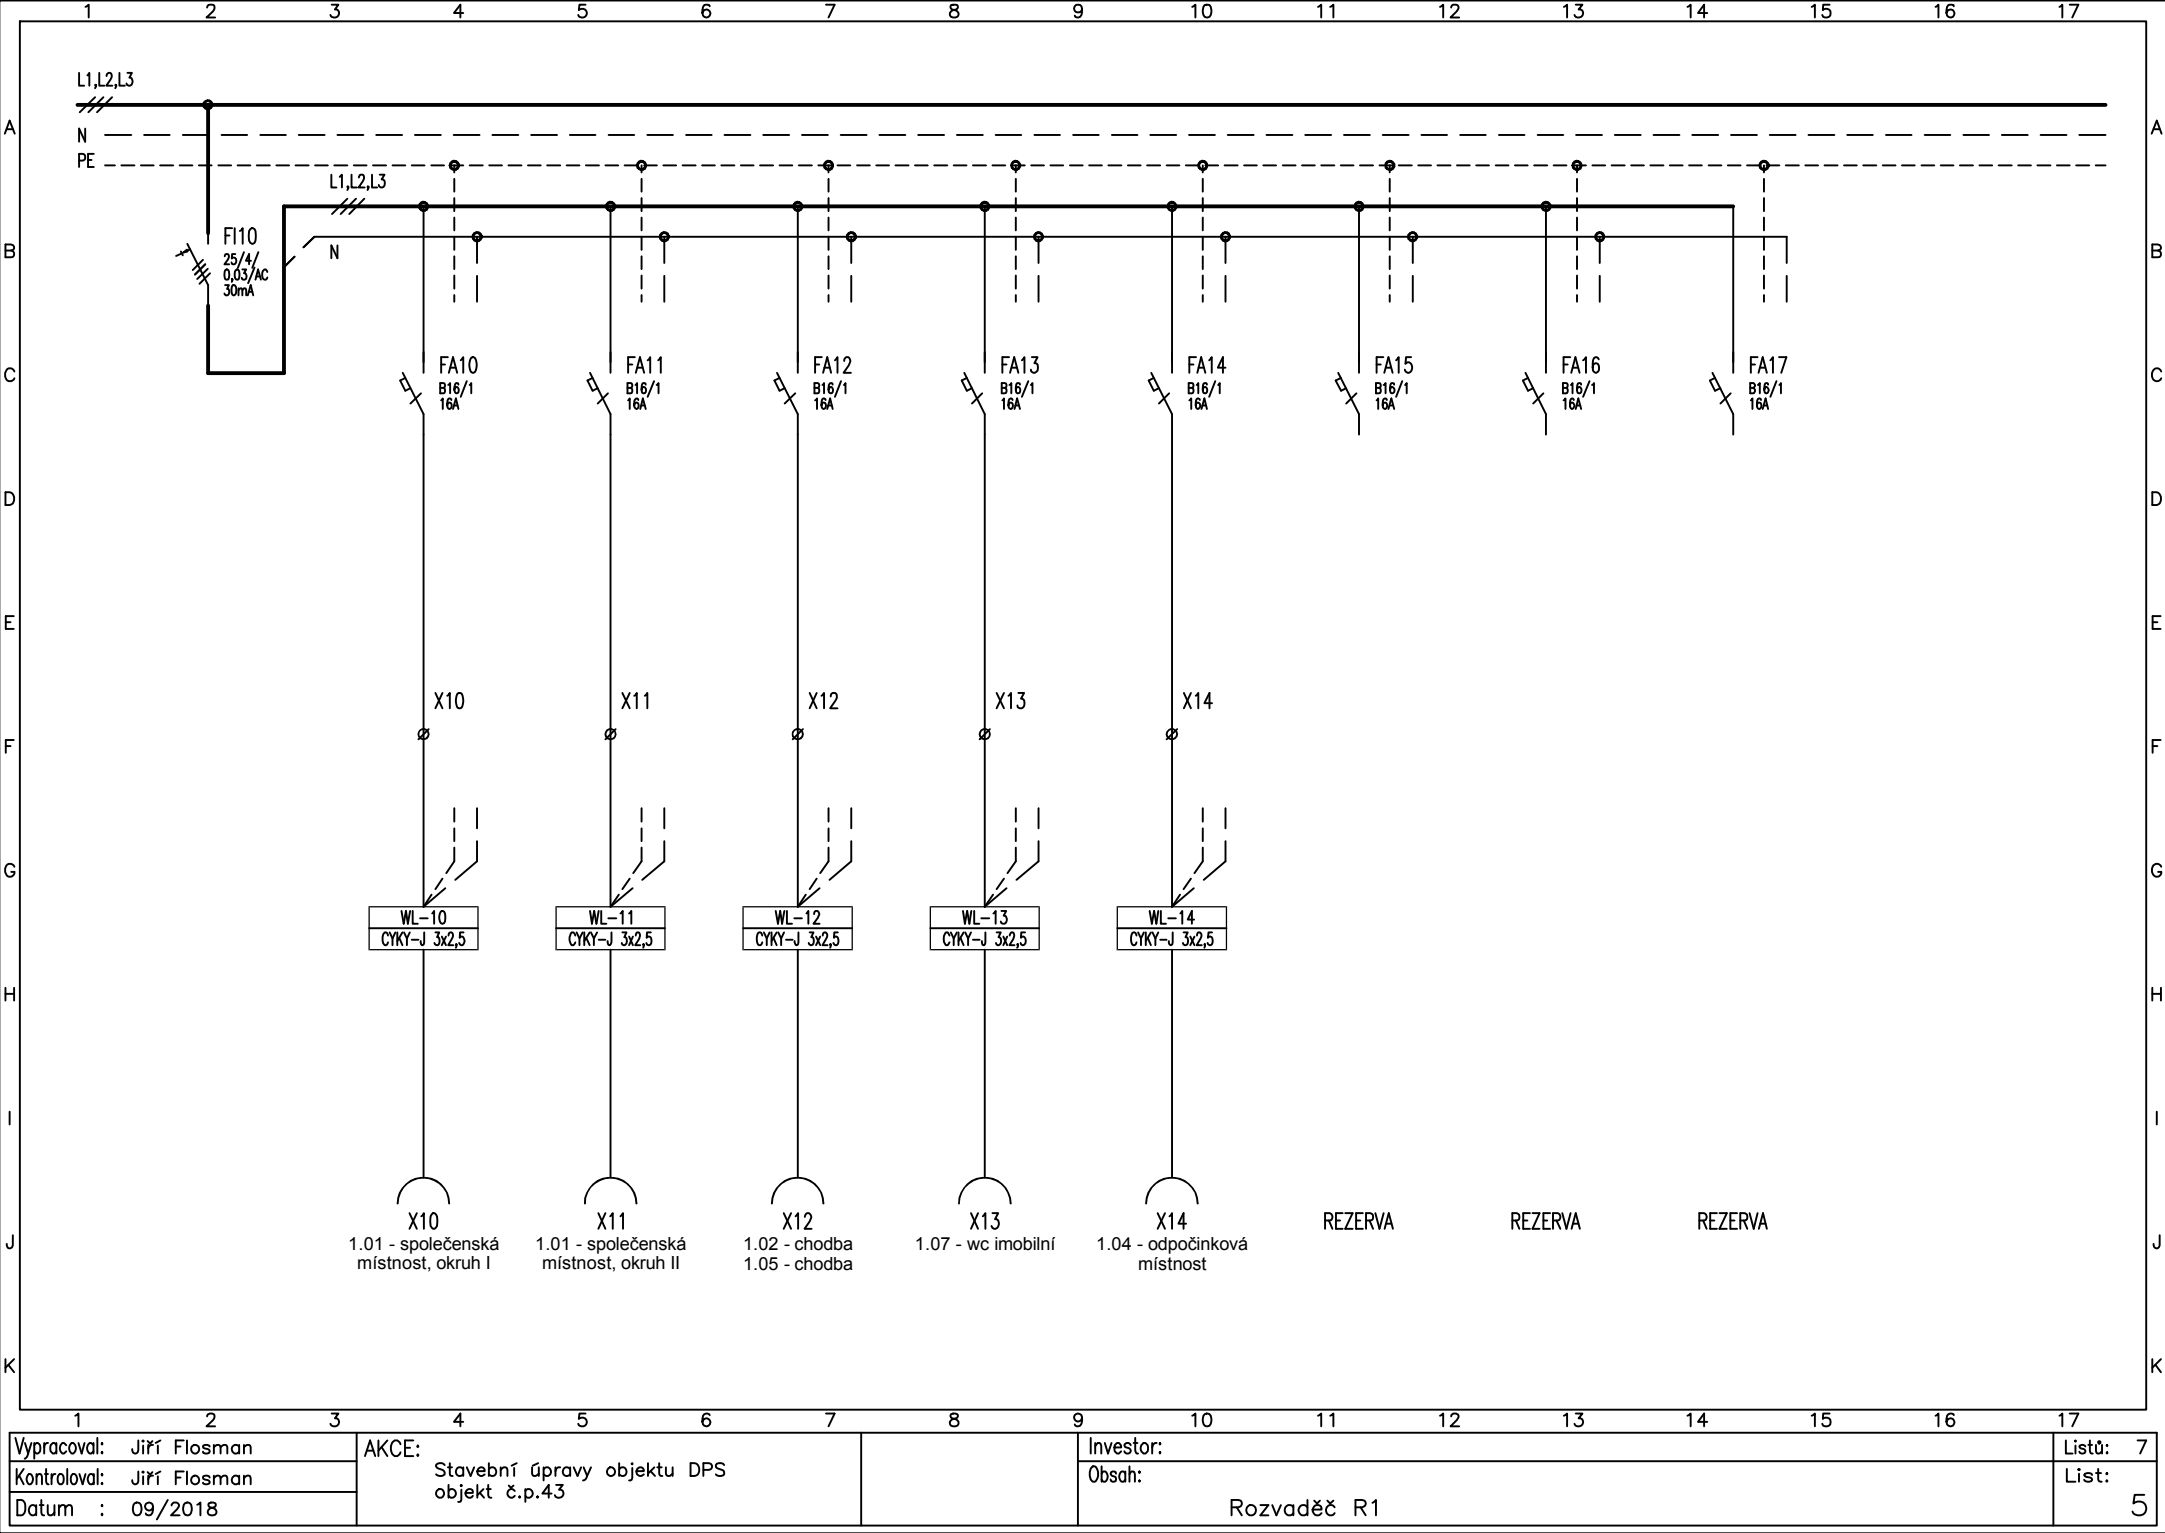 1 2 3 4 5 6 7 8 9 10 11 12 13 14 15 16 17
L1,L2,L3
A A
N
PE
L1,L2,L3
FI10
B N B
25/4/
0,03/AC
30mA
FA10 FA11 FA12 FA13 FA14 FA15 FA16 FA17
C C
B16/1 B16/1 B16/1 B16/1 B16/1 B16/1 B16/1 B16/1
16A 16A 16A 16A 16A 16A 16A 16A
D D
E E
X10 X11 X12 X13 X14
F F
G G
WL-10 WL-11 WL-12 WL-13 WL-14
CYKY-J 3x2,5 CYKY-J 3x2,5 CYKY-J 3x2,5 CYKY-J 3x2,5 CYKY-J 3x2,5
H H
I I
X10 X11 X12 X13 X14 REZERVA REZERVA REZERVA
J J
1.01 - společenská 1.01 - společenská 1.02 - chodba 1.07 - wc imobilní 1.04 - odpočinková
místnost, okruh I místnost, okruh II 1.05 - chodba místnost
K K
1 2 3 4 5 6 7 8 9 10 11 12 13 14 15 16 17
Vypracoval: Jiří Flosman
Kontroloval: Jiří Flosman
Datum : 09/2018
AKCE:
Stavební úpravy objektu DPS
objekt č.p.43
Investor:
Obsah:
Rozvaděč R1
Listů: 7
List:
5